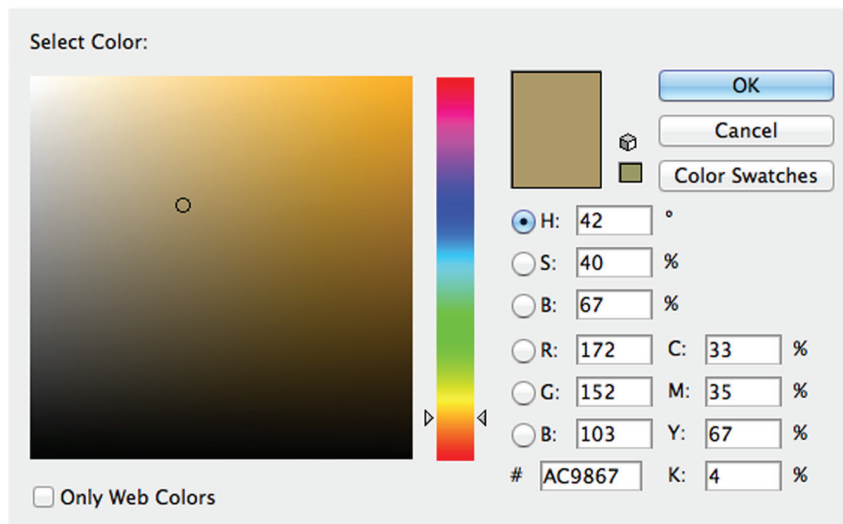 Select Color:
OK
Cancel
Color Swatches
H: 42 °
S: 40 %
B: 67 %
R: 172 C: 33 %
G: 152 M: 35 %
B: 103 Y: 67 %
# AC9867 K: 4 %
Only Web Colors